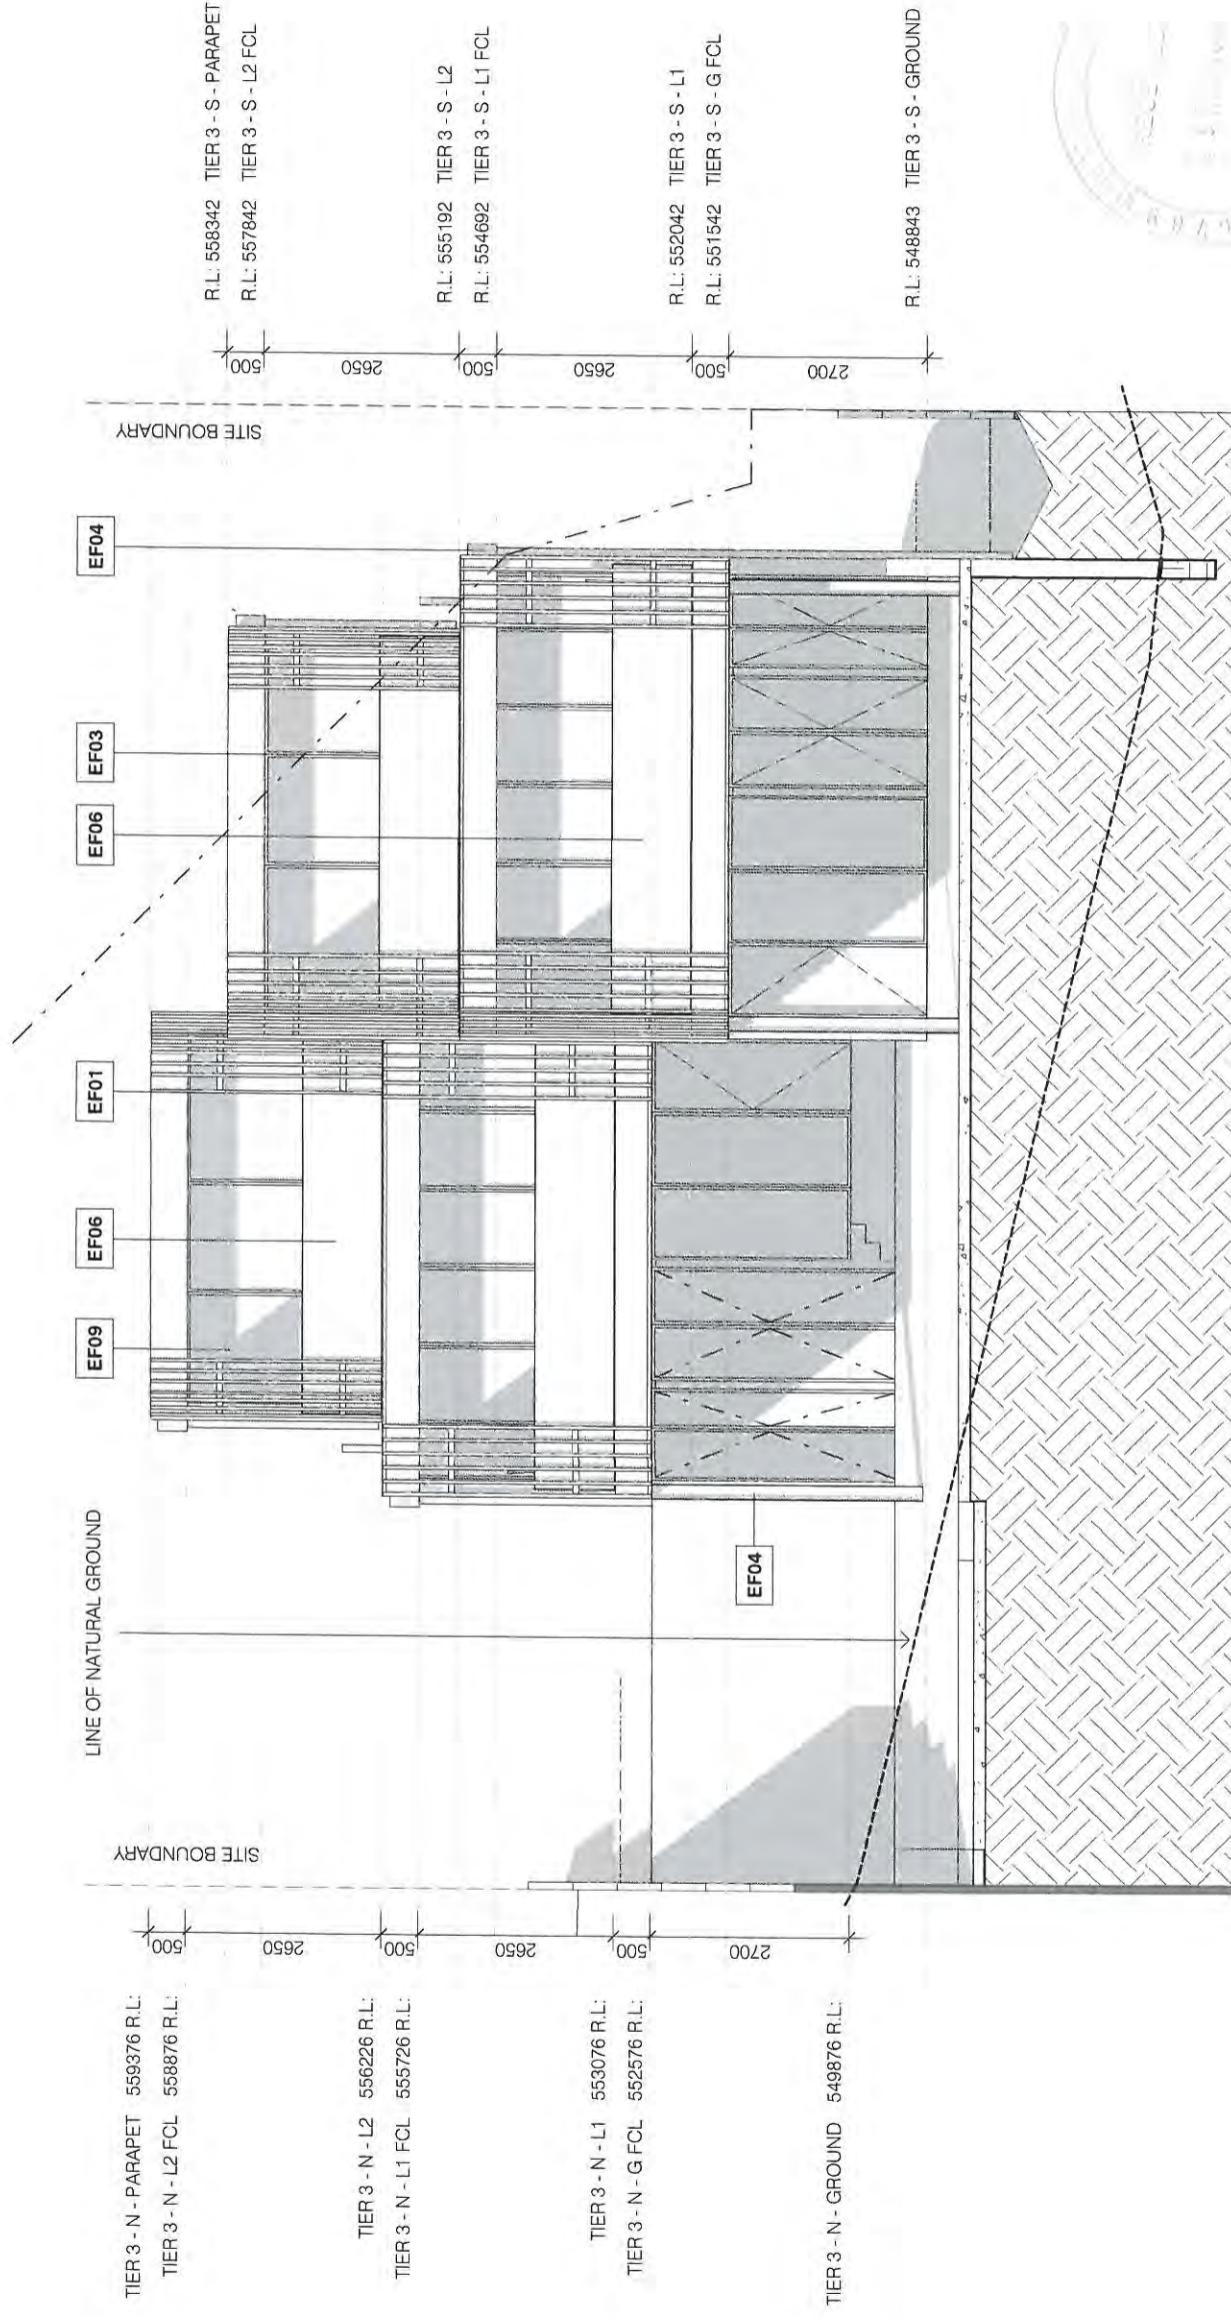 SITE BOUNDARY
LINE OF NATURAL GROUND
SITE BOUNDARY
EF09
EF06
EF01
EF06
EF03
EF04
EF04
TIER 3 - N - PARAPET 559376 R.L:
TIER 3 - N - L2 FCL 558876 R.L:
TIER 3 - N - L2 556226 R.L:
TIER 3 - N - L1 FCL 555726 R.L:
TIER 3 - N - L1 553076 R.L:
TIER 3 - N - G FCL 552576 R.L:
TIER 3 - N - GROUND 549876 R.L:
500
2650
500
2650
500
2700
500
2650
500
2650
500
2700
R.L: 558342 TIER 3 - S - PARAPET
R.L: 557842 TIER 3 - S - L2 FCL
R.L: 555192 TIER 3 - S - L2
R.L: 554692 TIER 3 - S - L1 FCL
R.L: 552042 TIER 3 - S - L1
R.L: 551542 TIER 3 - S - G FCL
R.L: 548843 TIER 3 - S - GROUND